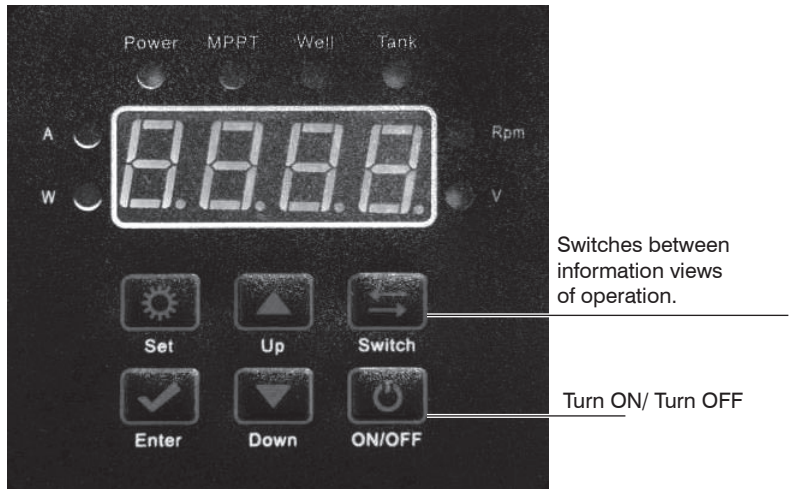 Power MPPT Well Tank
A
Rpm
W
V
Switches between
information views
of operation.
Set Up Switch
Turn ON/ Turn OFF
Enter Down ON/OFF